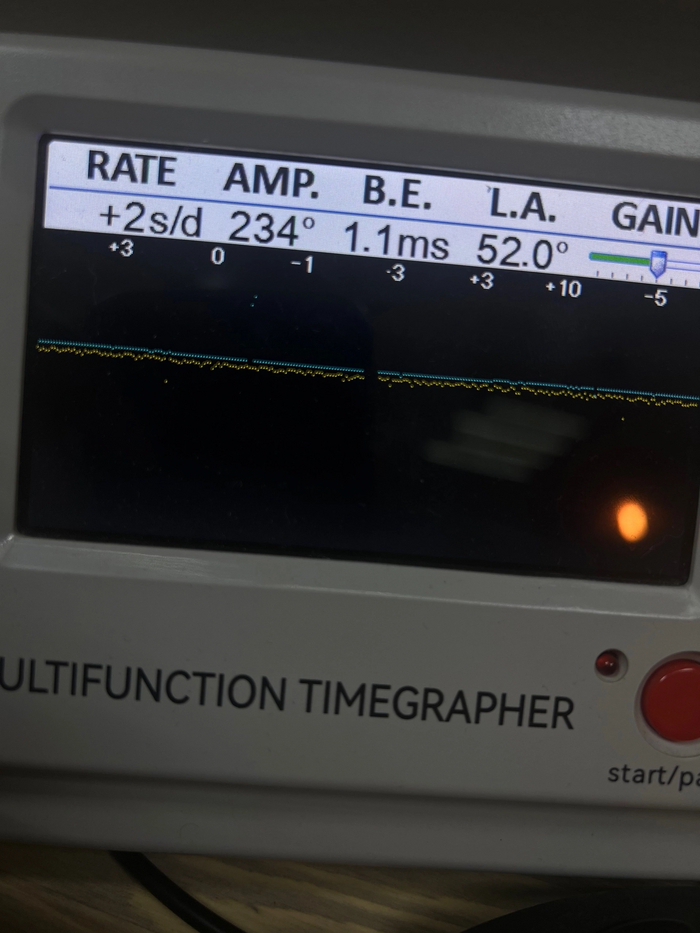 RATE AMP. B.E. L.A. GAIN
+2s/d 234° 1.1ms 52.0°
+3 0 -1 -3 +3 +10 -5
ULTIFUNCTION TIMEGRAPHER
start/pa